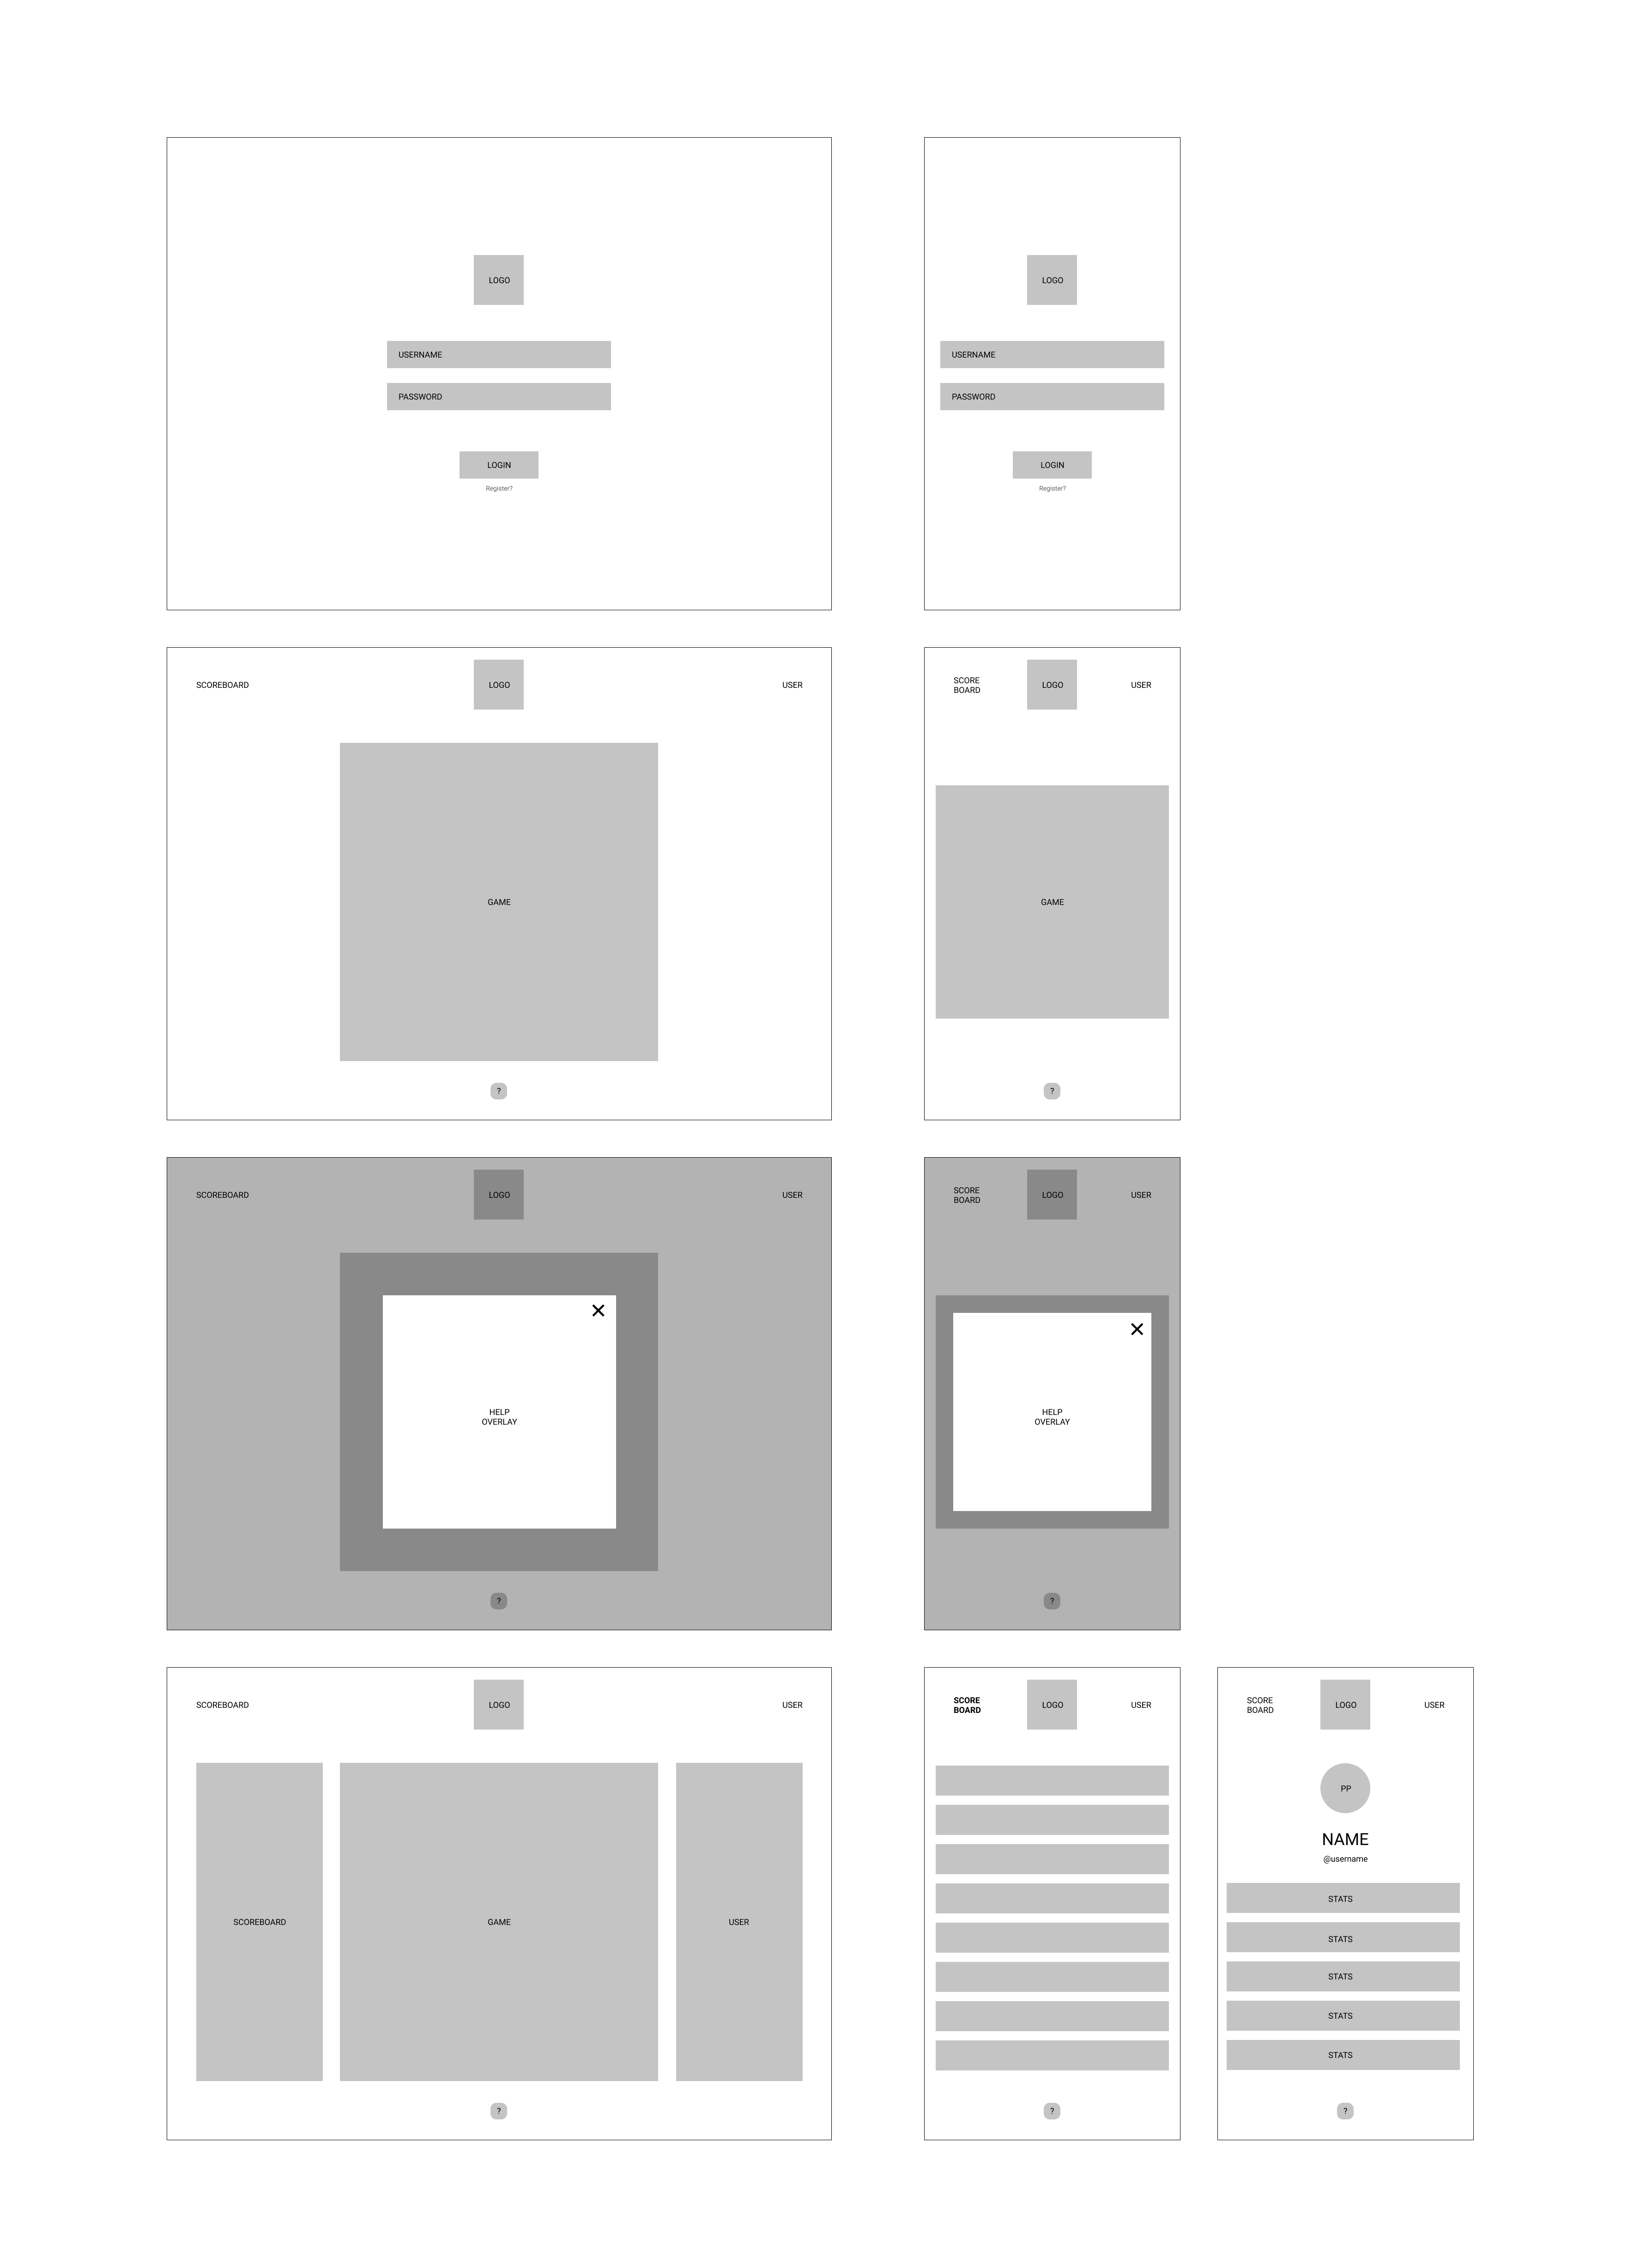 LOGO
USERNAME
PASSWORD
LOGIN
Register?
LOGO
USERNAME
PASSWORD
LOGIN
Register?
SCOREBOARD
LOGO
USER
GAME
?
SCORE
BOARD
LOGO
USER
GAME
?
SCOREBOARD
LOGO
USER
HELP
OVERLAY
?
SCORE
BOARD
LOGO
USER
HELP
OVERLAY
?
SCOREBOARD
LOGO
USER
SCOREBOARD
GAME
USER
?
SCORE
BOARD
LOGO
USER
?
SCORE
BOARD
LOGO
USER
PP
NAME
@username
STATS
STATS
STATS
STATS
STATS
?